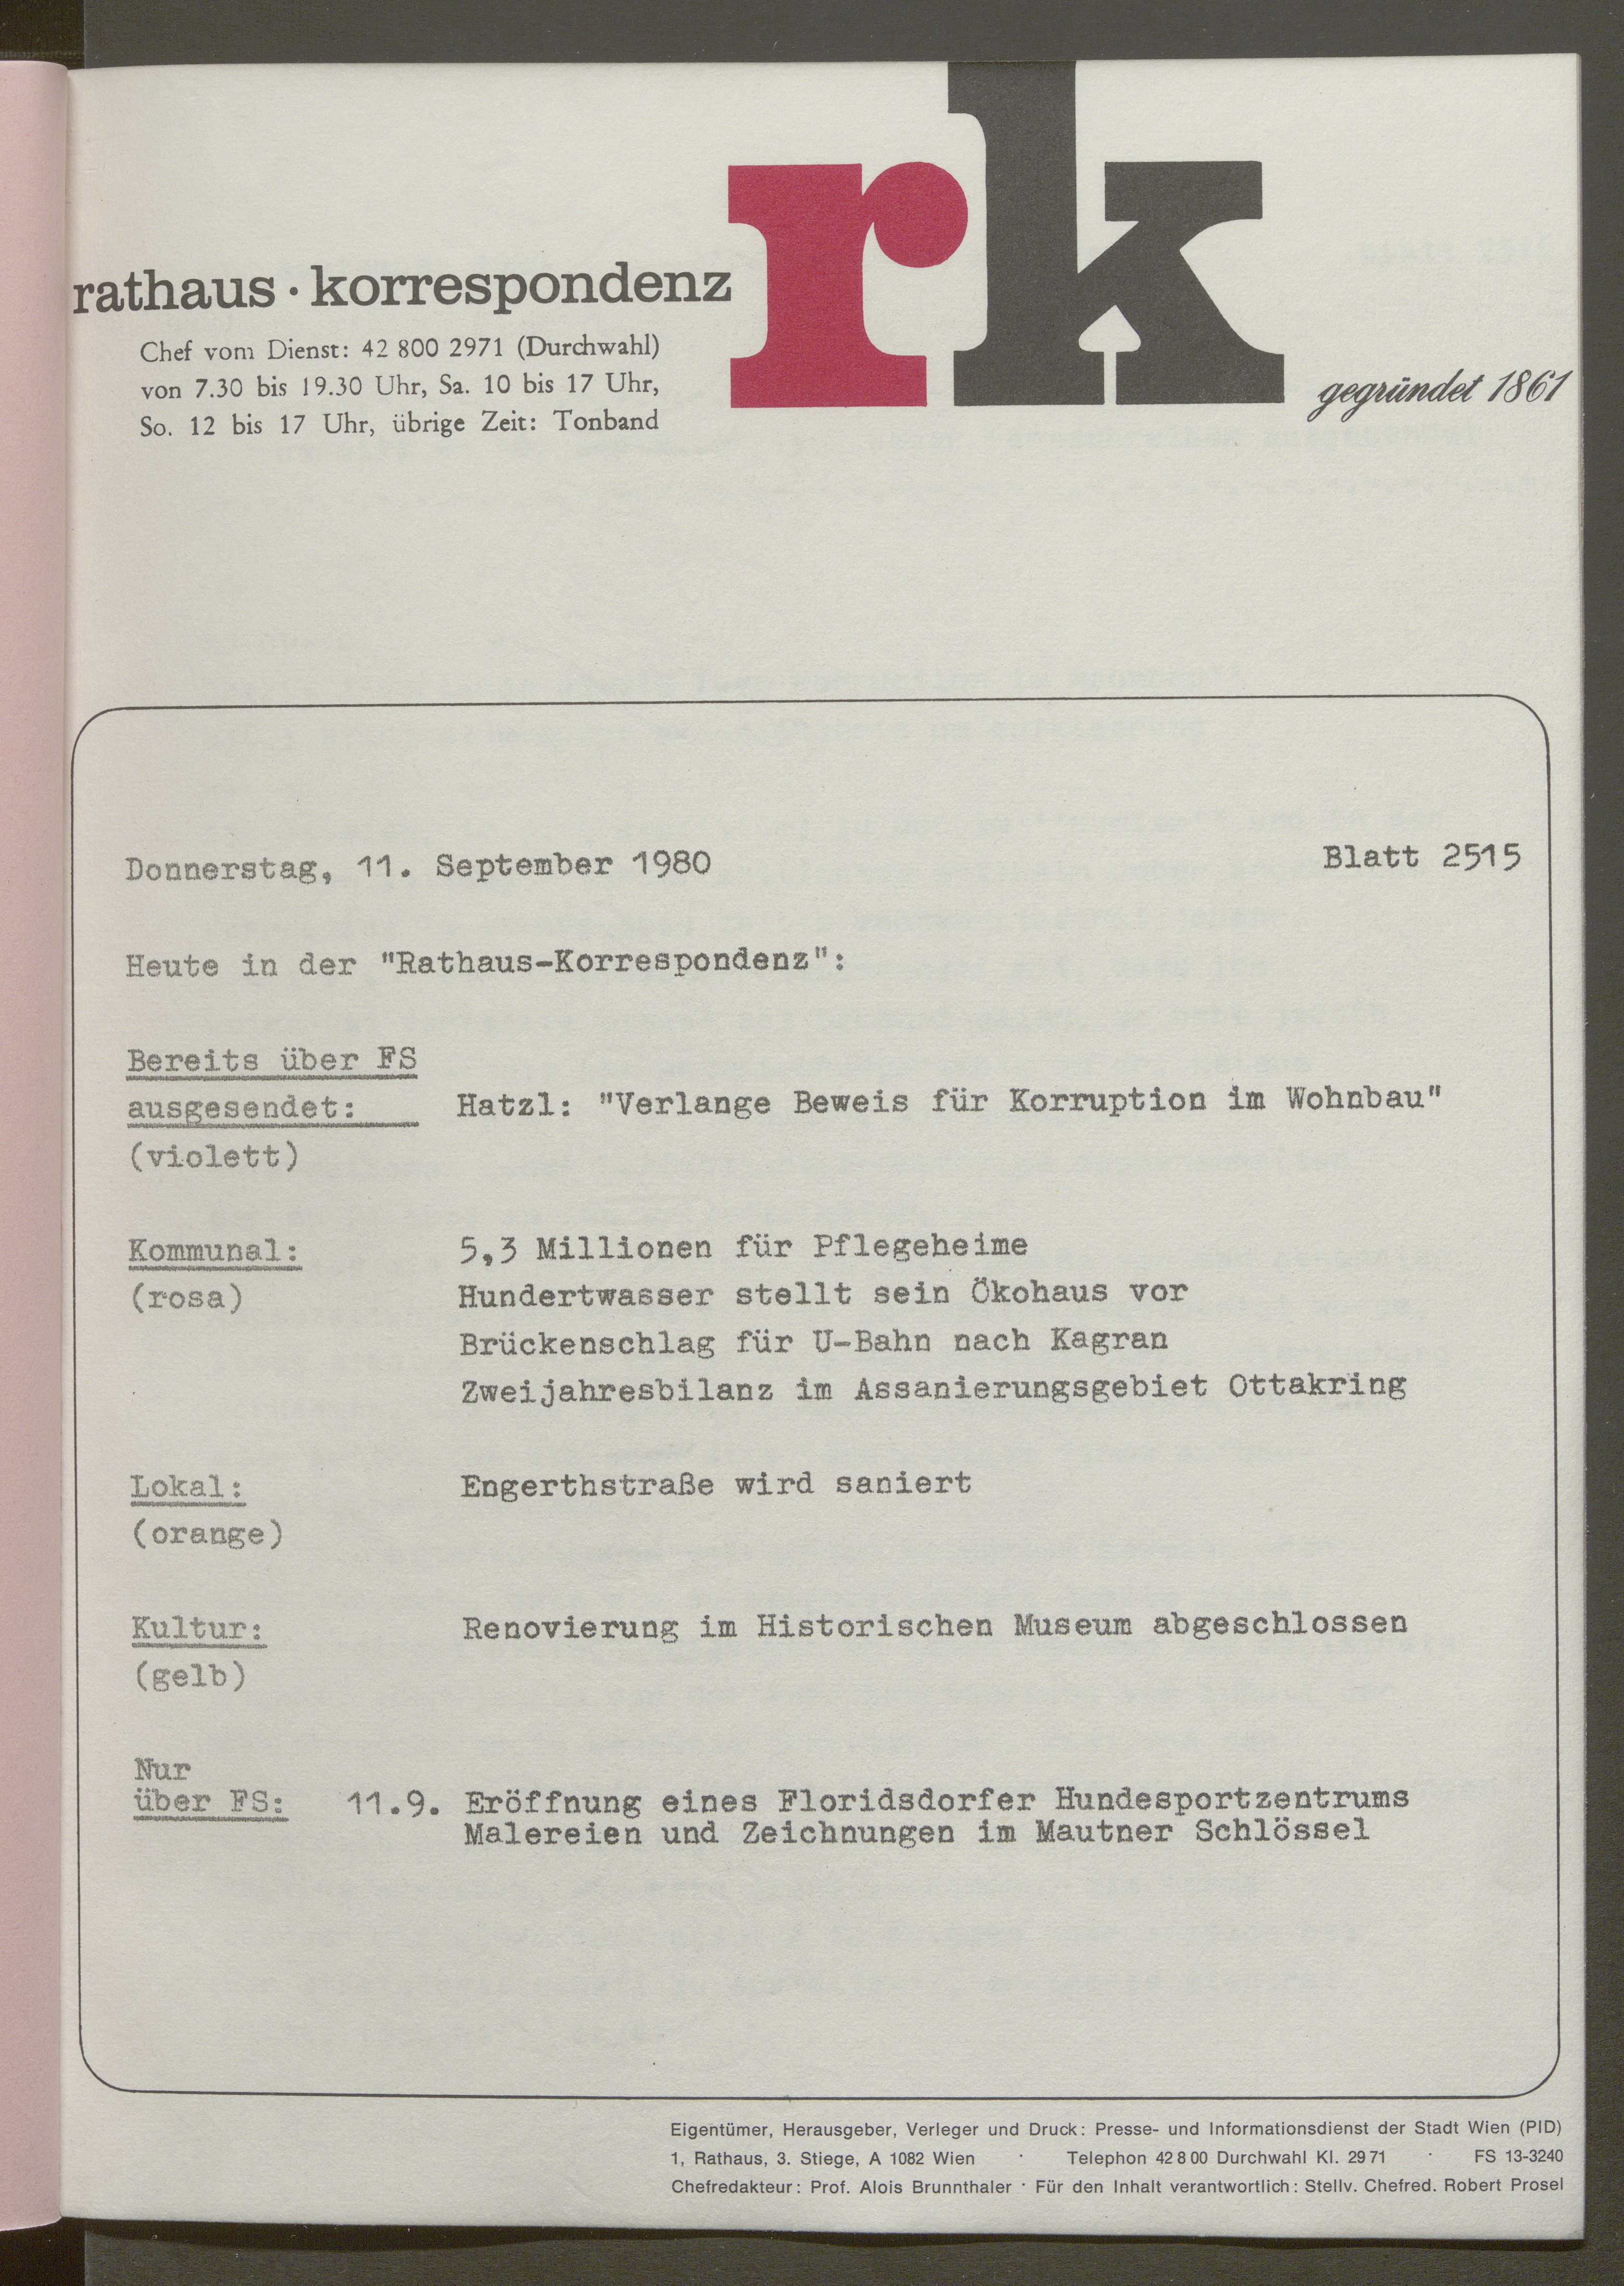 rk
rathaus · korrespondenz
Chef vom Dienst: 42 800 2971 (Durchwahl)
von 7.30 bis 19.30 Uhr, Sa. 10 bis 17 Uhr,
So. 12 bis 17 Uhr, übrige Zeit: Tonband
gegründet 1861
Donnerstag, 11. September 1980 Blatt 2515
Heute in der "Rathaus-Korrespondenz":
Bereits über FS
ausgesendet: Hatzl: "Verlange Beweis für Korruption im Wohnbau"
(violett)
Kommunal: 5,3 Millionen für Pflegeheime
(rosa) Hundertwasser stellt sein Ökohaus vor
Brückenschlag für U-Bahn nach Kagran
Zweijahresbilanz im Assanierungsgebiet Ottakring
Lokal: Engerthstraße wird saniert
(orange)
Kultur: Renovierung im Historischen Museum abgeschlossen
(gelb)
Nur
über FS: 11.9. Eröffnung eines Floridsdorfer Hundesportzentrums
Malereien und Zeichnungen im Mautner Schlössel
Eigentümer, Herausgeber, Verleger und Druck: Presse- und Informationsdienst der Stadt Wien (PID)
1, Rathaus, 3. Stiege, A 1082 Wien · Telephon 42 8 00 Durchwahl Kl. 29 71 · FS 13-3240
Chefredakteur: Prof. Alois Brunnthaler · Für den Inhalt verantwortlich: Stellv. Chefred. Robert Prosel